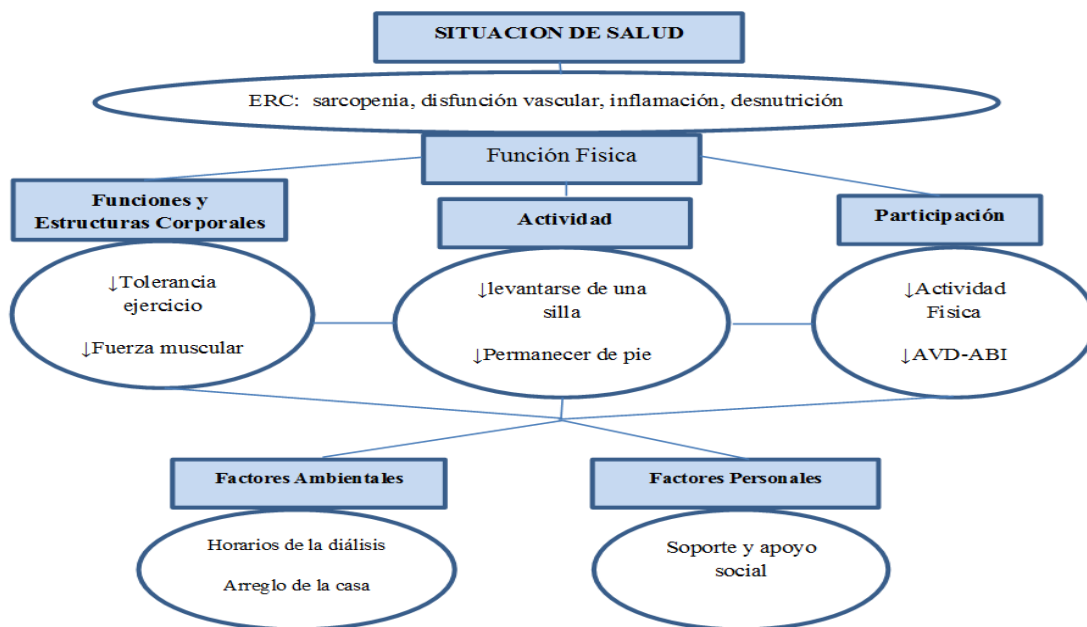 SITUACION DE SALUD
ERC: sarcopenia, disfunción vascular, inflamación, desnutrición
Función Fisica
Funciones y
Estructuras Corporales
Actividad
Participación
↓Tolerancia
ejercicio
↓Fuerza muscular
↓levantarse de una
silla
↓Permanecer de pie
↓Actividad
Fisica
↓AVD-ABI
Factores Ambientales
Factores Personales
Horarios de la diálisis
Arreglo de la casa
Soporte y apoyo
social